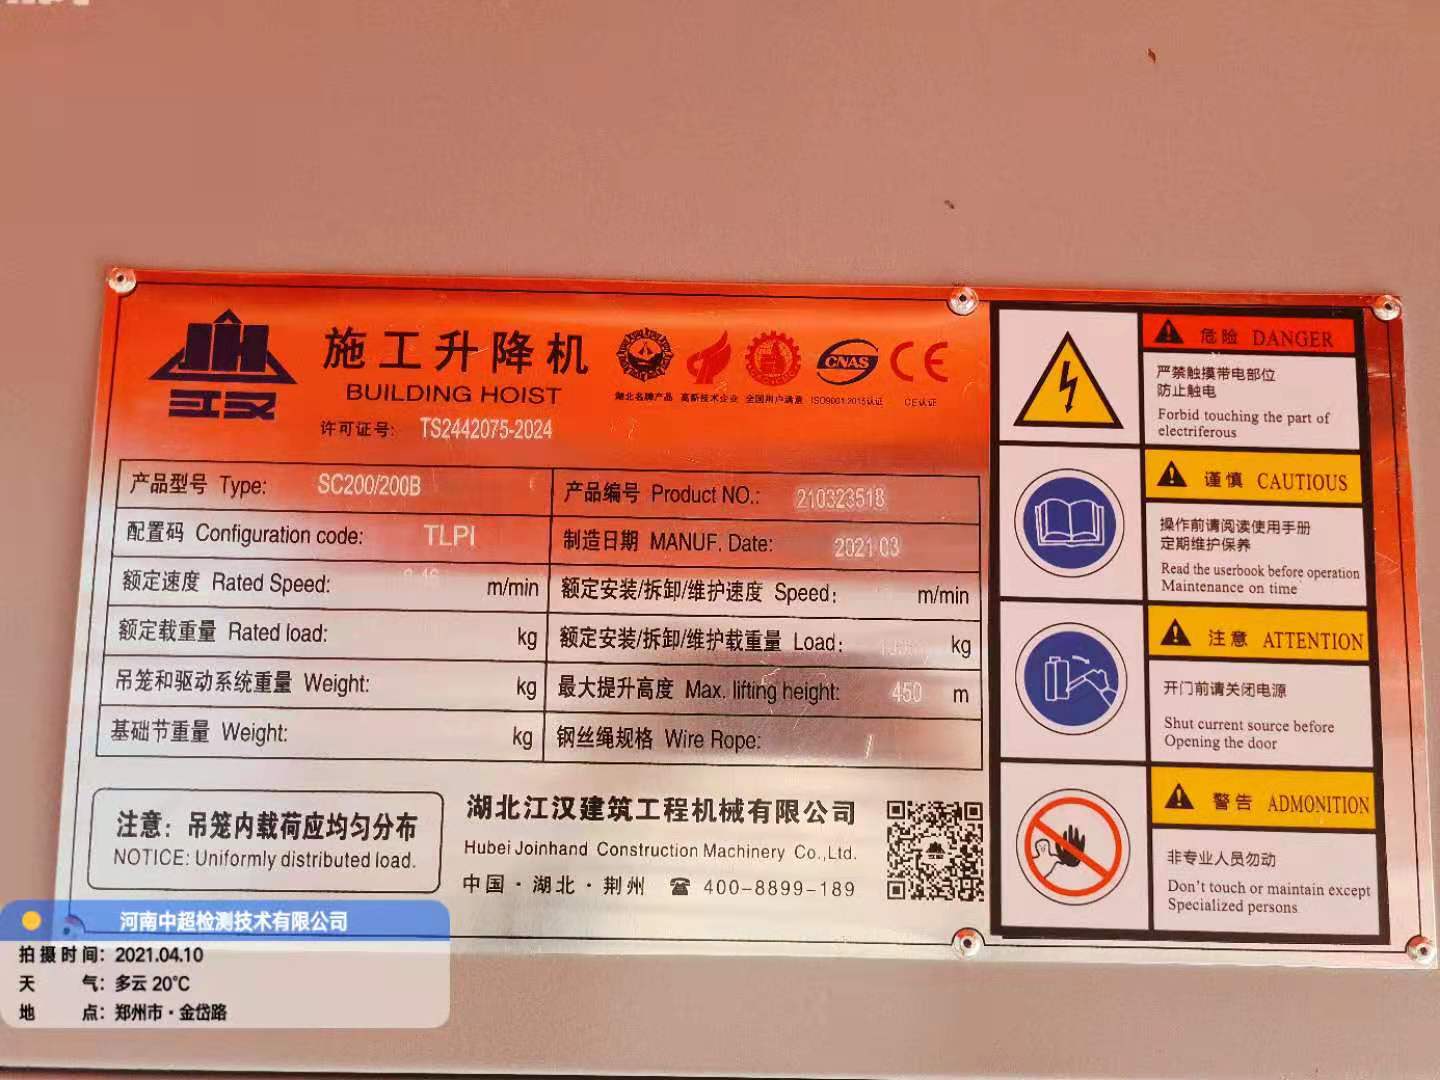 江汉
施工升降机
BUILDING HOIST
许可证号: TS2442075-2024
湖北名牌产品 高新技术企业 全国用户满意 ISO9001:2015认证 CE认证
CNAS
CE
产品型号 Type: SC200/200B
产品编号 Product NO.: 210323518
配置码 Configuration code: TLPI
制造日期 MANUF. Date: 2021 03
额定速度 Rated Speed: m/min
额定安装/拆卸/维护速度 Speed: m/min
额定载重量 Rated load: kg
额定安装/拆卸/维护载重量 Load: kg
吊笼和驱动系统重量 Weight: kg
最大提升高度 Max. lifting height: 450 m
基础节重量 Weight: kg
钢丝绳规格 Wire Rope: /
注意: 吊笼内载荷应均匀分布
NOTICE: Uniformly distributed load.
湖北江汉建筑工程机械有限公司
Hubei Joinhand Construction Machinery Co.,Ltd.
中国·湖北·荆州 ☎ 400-8899-189
危险 DANGER
严禁触摸带电部位
防止触电
Forbid touching the part of
electriferous
谨慎 CAUTIOUS
操作前请阅读使用手册
定期维护保养
Read the userbook before operation
Maintenance on time
注意 ATTENTION
开门前请关闭电源
Shut current source before
Opening the door
警告 ADMONITION
非专业人员勿动
Don't touch or maintain except
Specialized persons
河南中超检测技术有限公司
拍摄时间: 2021.04.10
天 气: 多云 20℃
地 点: 郑州市·金岱路